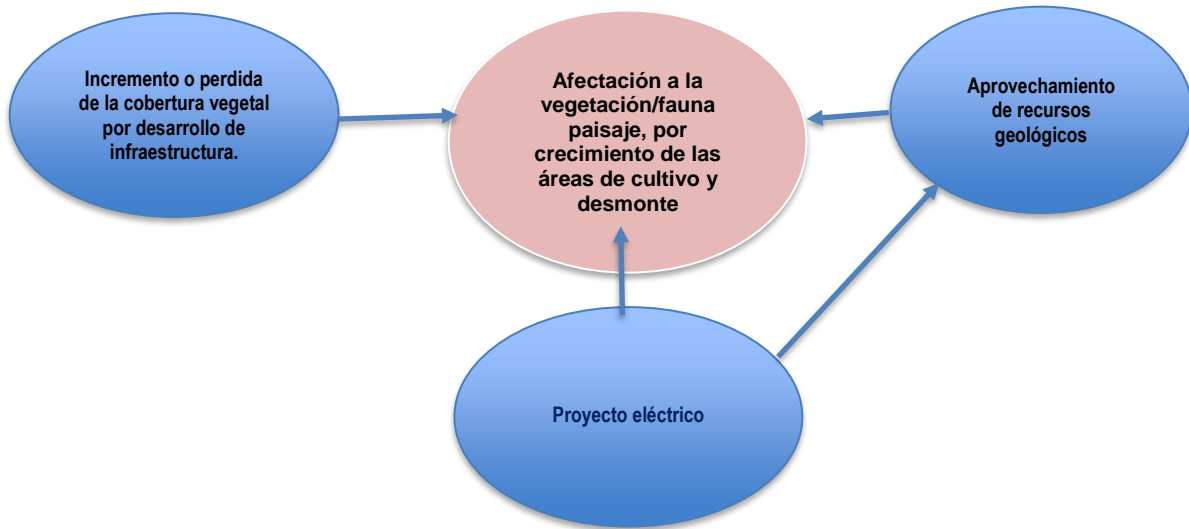 Incremento o perdida
de la cobertura vegetal
por desarrollo de
infraestructura.
Afectación a la
vegetación/fauna
paisaje, por
crecimiento de las
áreas de cultivo y
desmonte
Aprovechamiento
de recursos
geológicos
Proyecto eléctrico